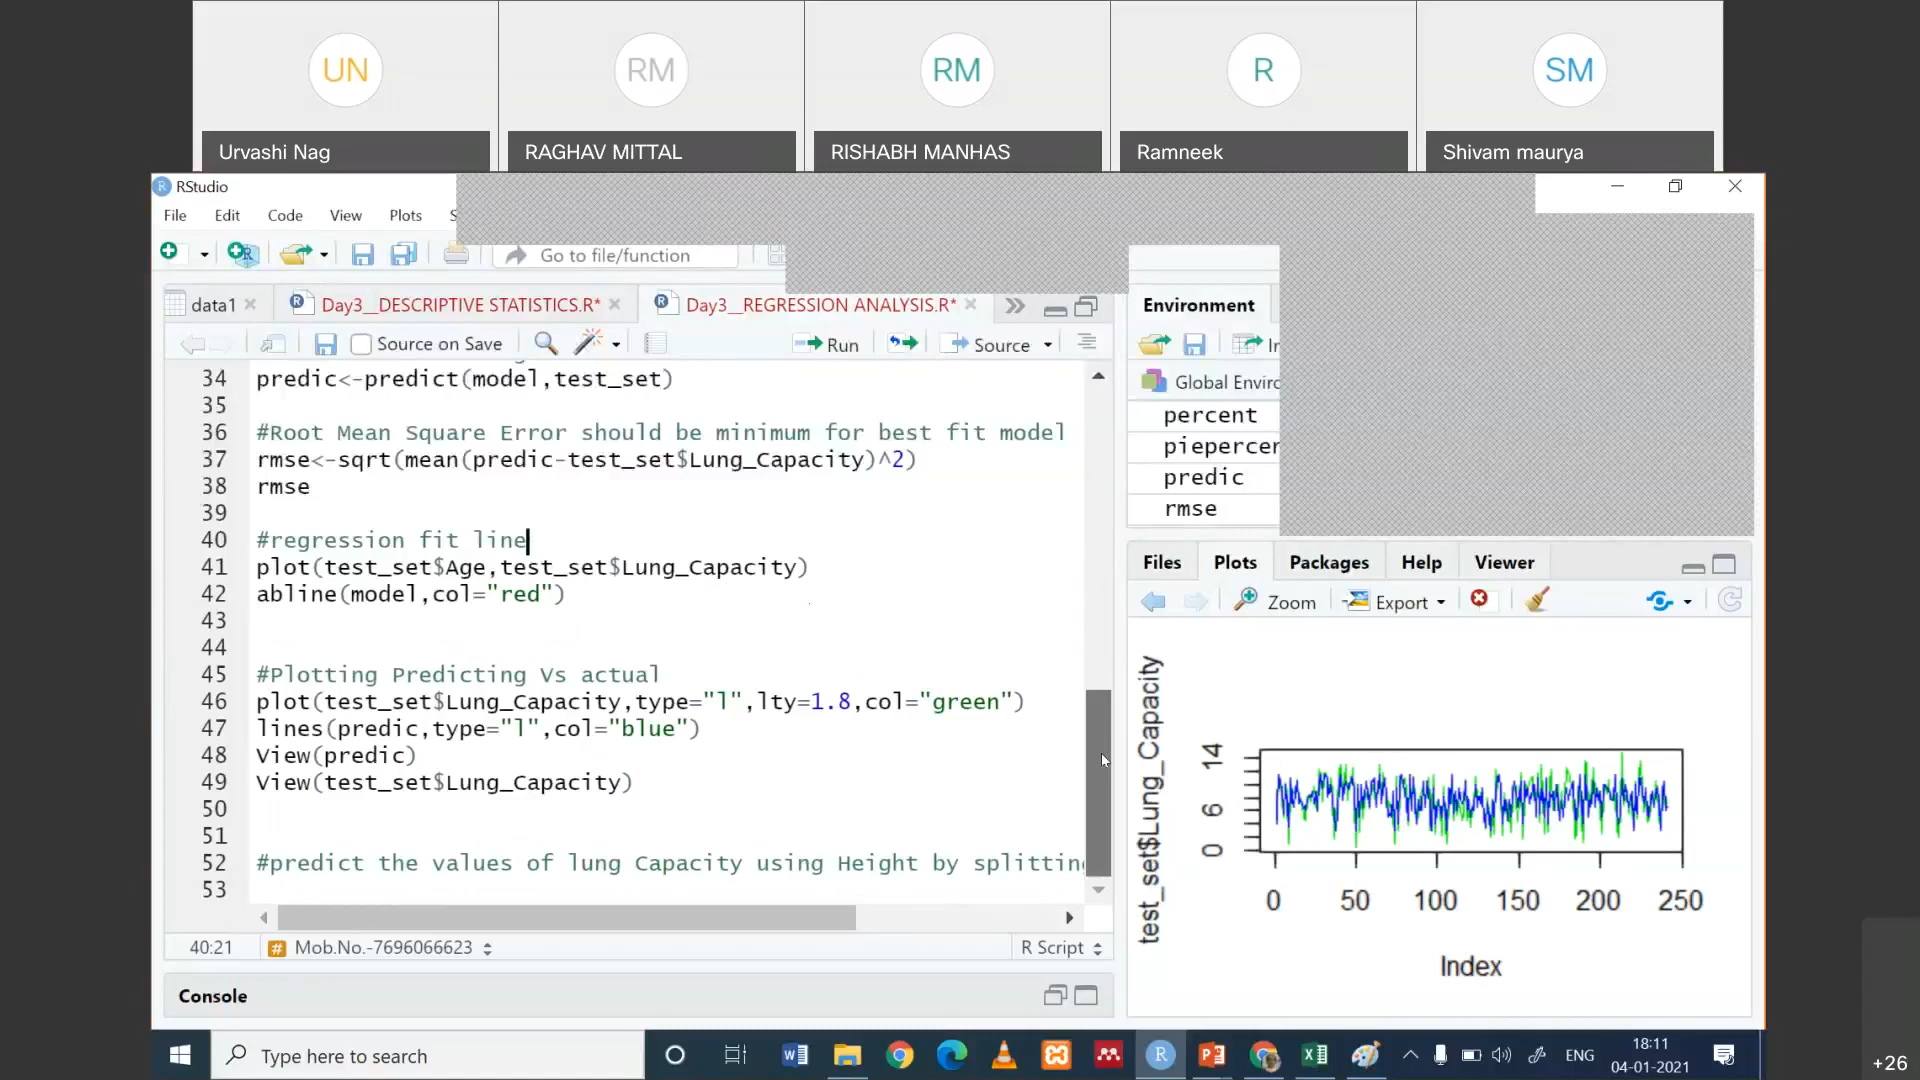 UN
RM
RM
R
SM
Urvashi Nag
RAGHAV MITTAL
RISHABH MANHAS
Ramneek
Shivam maurya
RStudio
File Edit Code View Plots S
Go to file/function
data1
Day3__DESCRIPTIVE STATISTICS.R*
Day3__REGRESSION ANALYSIS.R*
Source on Save
Run
Source
34 predic<-predict(model,test_set)
35
36 #Root Mean Square Error should be minimum for best fit model
37 rmse<-sqrt(mean(predic-test_set$Lung_Capacity)^2)
38 rmse
39
40 #regression fit line
41 plot(test_set$Age,test_set$Lung_Capacity)
42 abline(model,col="red")
43
44
45 #Plotting Predicting Vs actual
46 plot(test_set$Lung_Capacity,type="l",lty=1.8,col="green")
47 lines(predic,type="l",col="blue")
48 View(predic)
49 View(test_set$Lung_Capacity)
50
51
52 #predict the values of lung Capacity using Height by splittin
53
40:21
# Mob.No.-7696066623
R Script
Console
Environment
Global Enviro
percent
piepercen
predic
rmse
Files Plots Packages Help Viewer
Zoom
Export
test_set$Lung_Capacity
14
6
0
0 50 100 150 200 250
Index
Type here to search
ENG
18:11
04-01-2021
+26